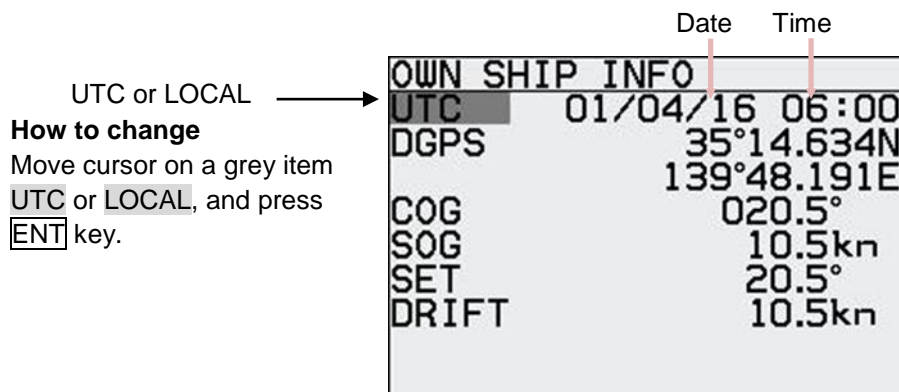 Date Time
UTC or LOCAL
How to change
Move cursor on a grey item
UTC or LOCAL, and press
ENT key.
OWN SHIP INFO
UTC 01/04/16 06:00
DGPS 35°14.634N
139°48.191E
COG 020.5°
SOG 10.5kn
SET 20.5°
DRIFT 10.5kn